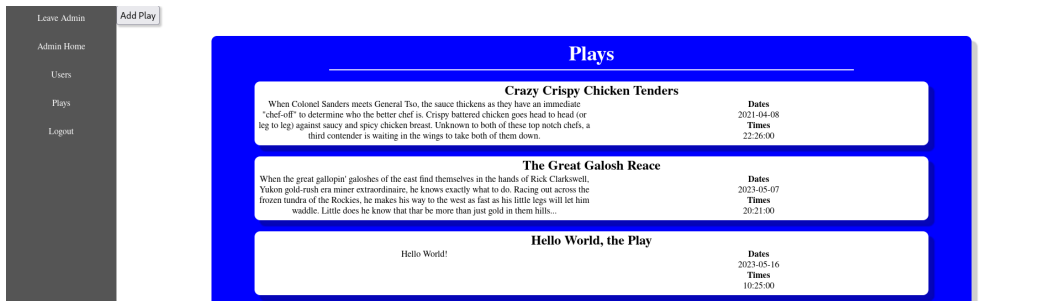 Leave Admin
Admin Home
Users
Plays
Logout
Add Play
Plays
Crazy Crispy Chicken Tenders
When Colonel Sanders meets General Tso, the sauce thickens as they have an immediate
"chef-off" to determine who the better chef is. Crispy battered chicken goes head to head (or
leg to leg) against saucy and spicy chicken breast. Unknown to both of these top notch chefs, a
third contender is waiting in the wings to take both of them down.
Dates
2021-04-08
Times
22:26:00
The Great Galosh Reace
When the great gallopin' galoshes of the east find themselves in the hands of Rick Clarkswell,
Yukon gold-rush era miner extraordinaire, he knows exactly what to do. Racing out across the
frozen tundra of the Rockies, he makes his way to the west as fast as his little legs will let him
waddle. Little does he know that thar be more than just gold in them hills...
Dates
2023-05-07
Times
20:21:00
Hello World, the Play
Hello World!
Dates
2023-05-16
Times
10:25:00